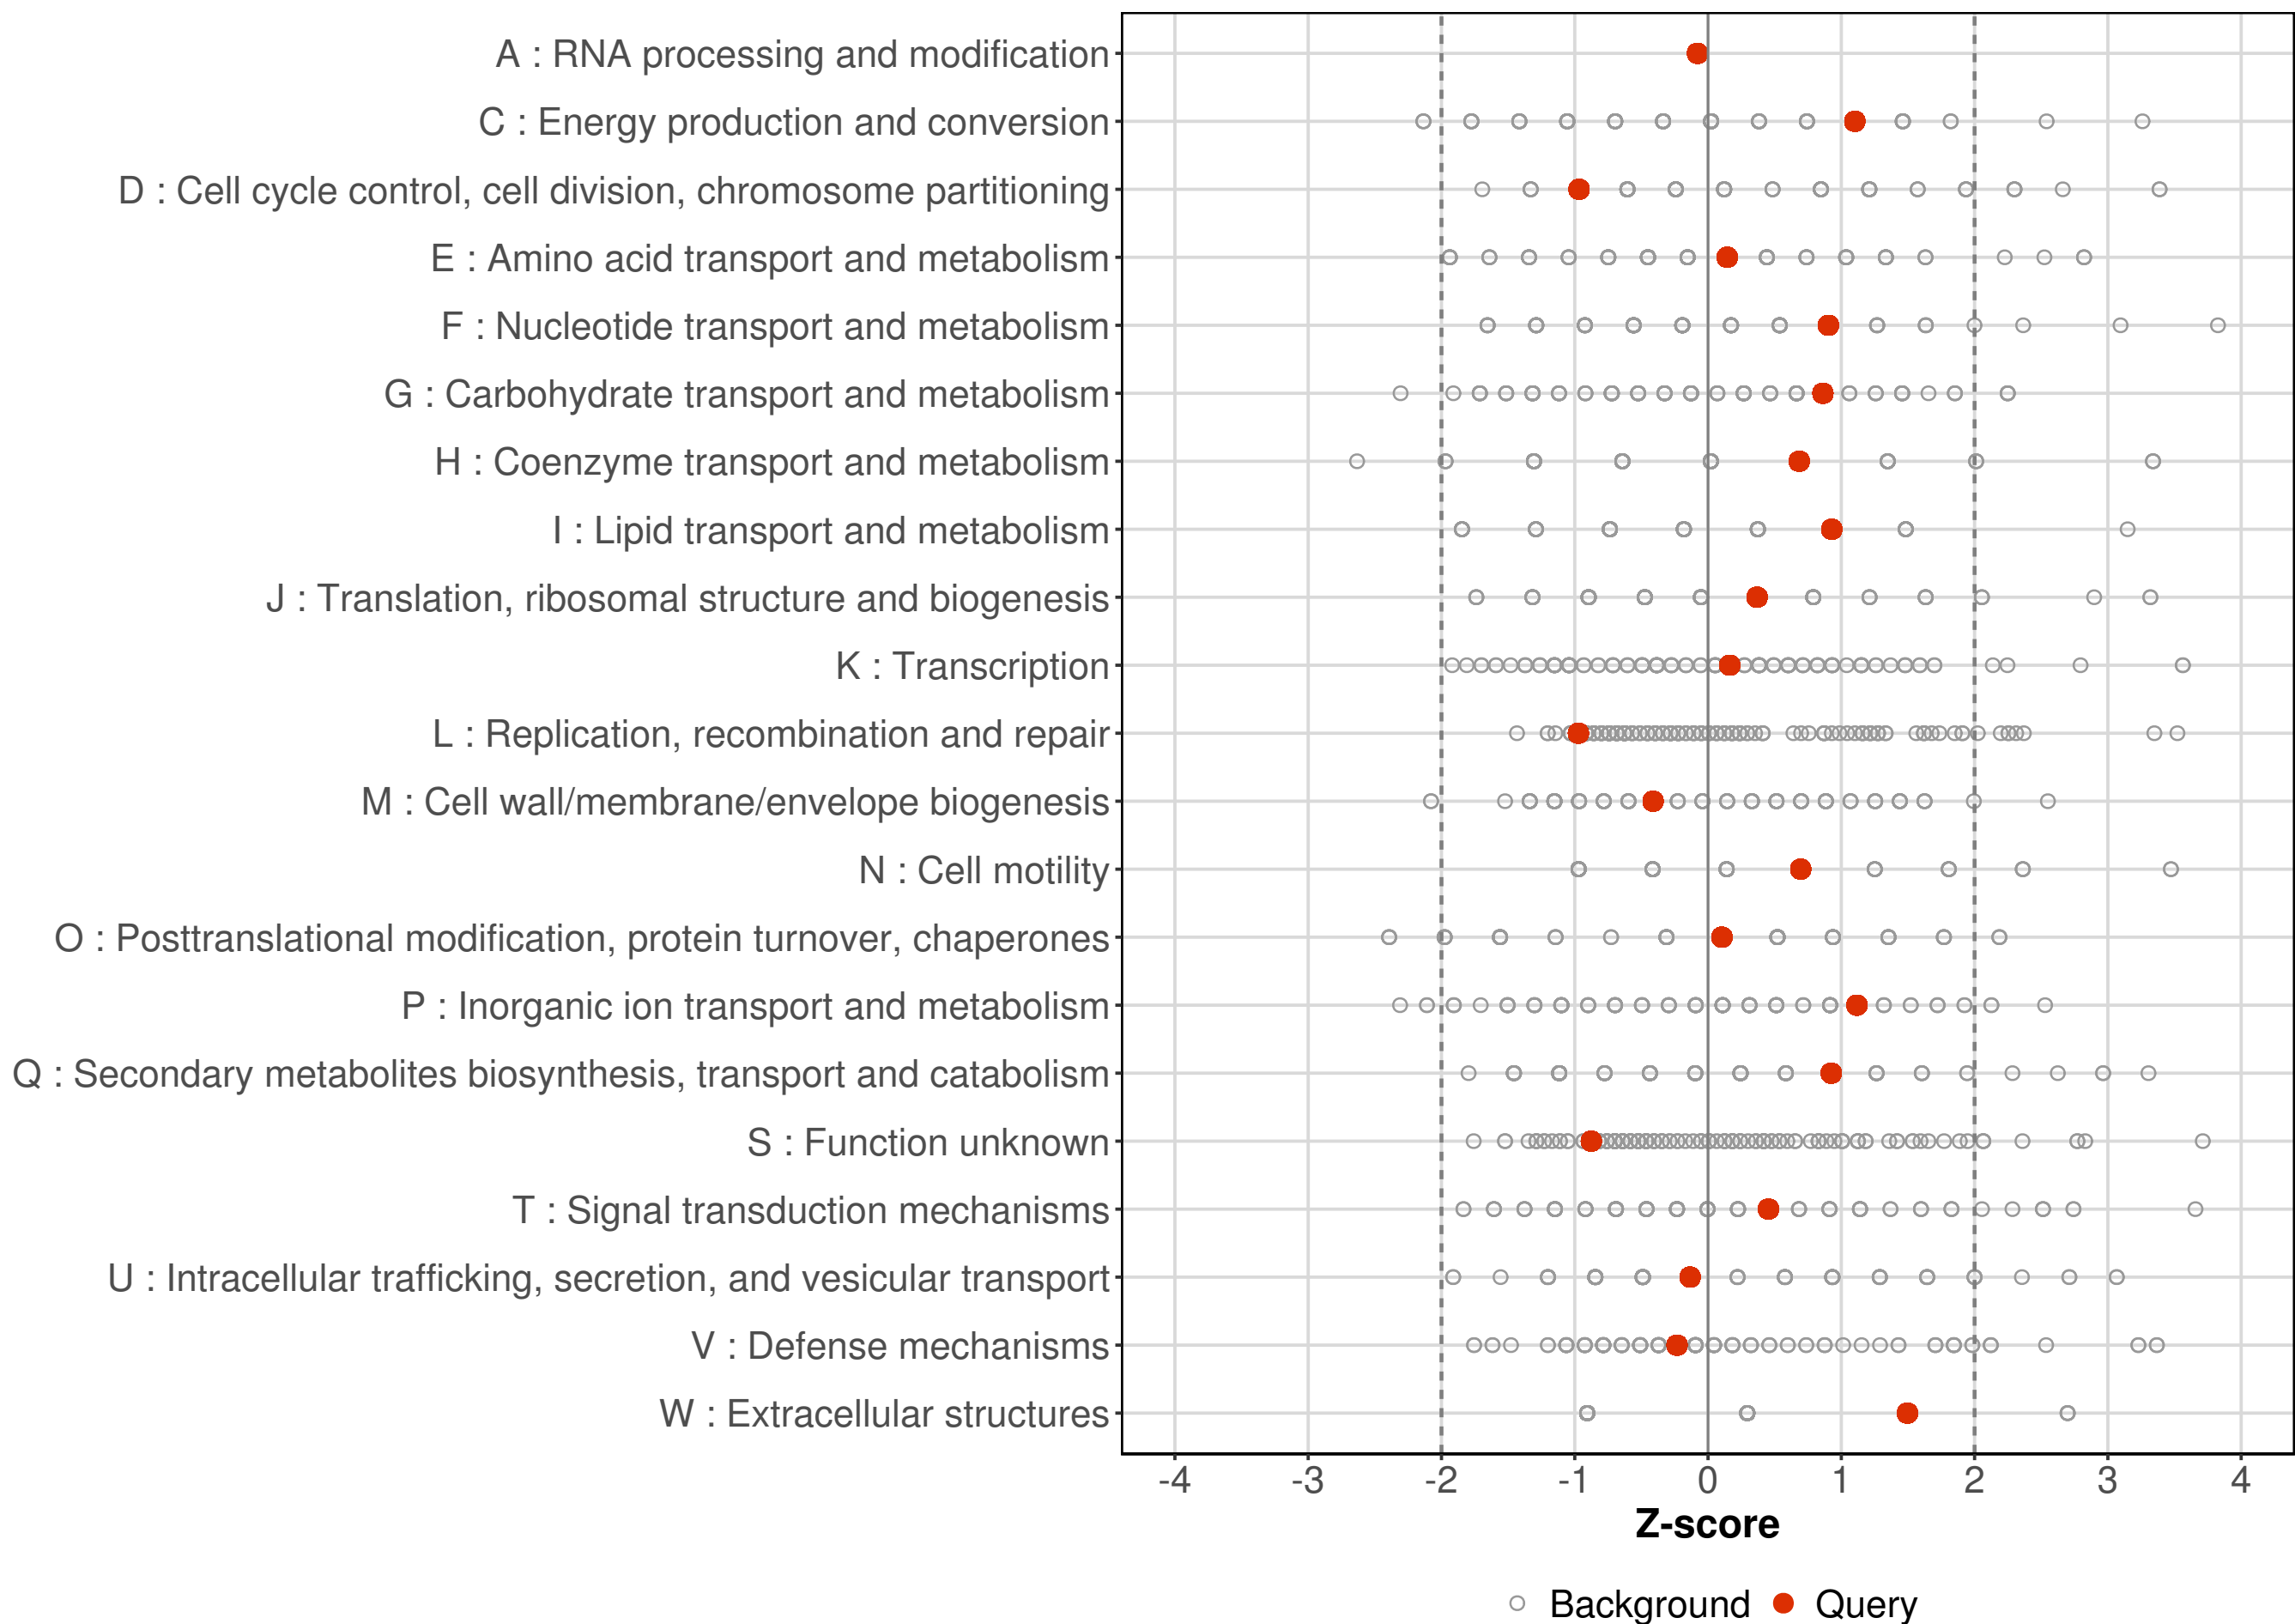 A : RNA processing and modification
C : Energy production and conversion
D : Cell cycle control, cell division, chromosome partitioning
E : Amino acid transport and metabolism
F : Nucleotide transport and metabolism
G : Carbohydrate transport and metabolism
H : Coenzyme transport and metabolism
I : Lipid transport and metabolism
J : Translation, ribosomal structure and biogenesis
K : Transcription
L : Replication, recombination and repair
M : Cell wall/membrane/envelope biogenesis
N : Cell motility
O : Posttranslational modification, protein turnover, chaperones
P : Inorganic ion transport and metabolism
Q : Secondary metabolites biosynthesis, transport and catabolism
S : Function unknown
T : Signal transduction mechanisms
U : Intracellular trafficking, secretion, and vesicular transport
V : Defense mechanisms
W : Extracellular structures
-4 -3 -2 -1 0 1 2 3 4
Z-score
Background Query